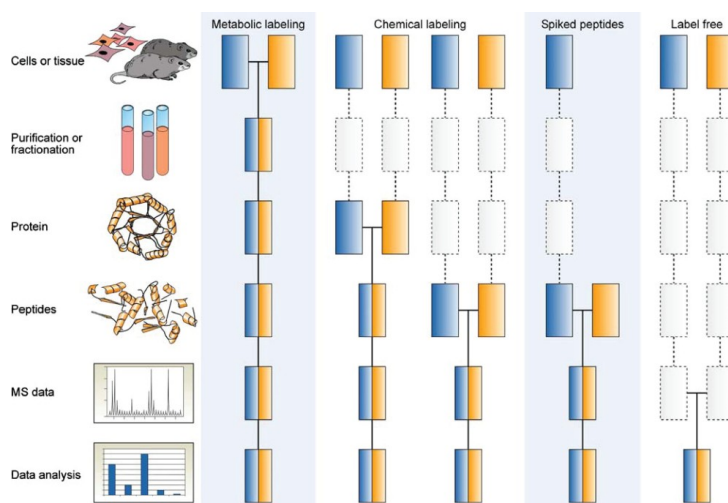 Metabolic labeling Chemical labeling Spiked peptides Label free
Cells or tissue
Purification or
fractionation
Protein
Peptides
MS data
Data analysis